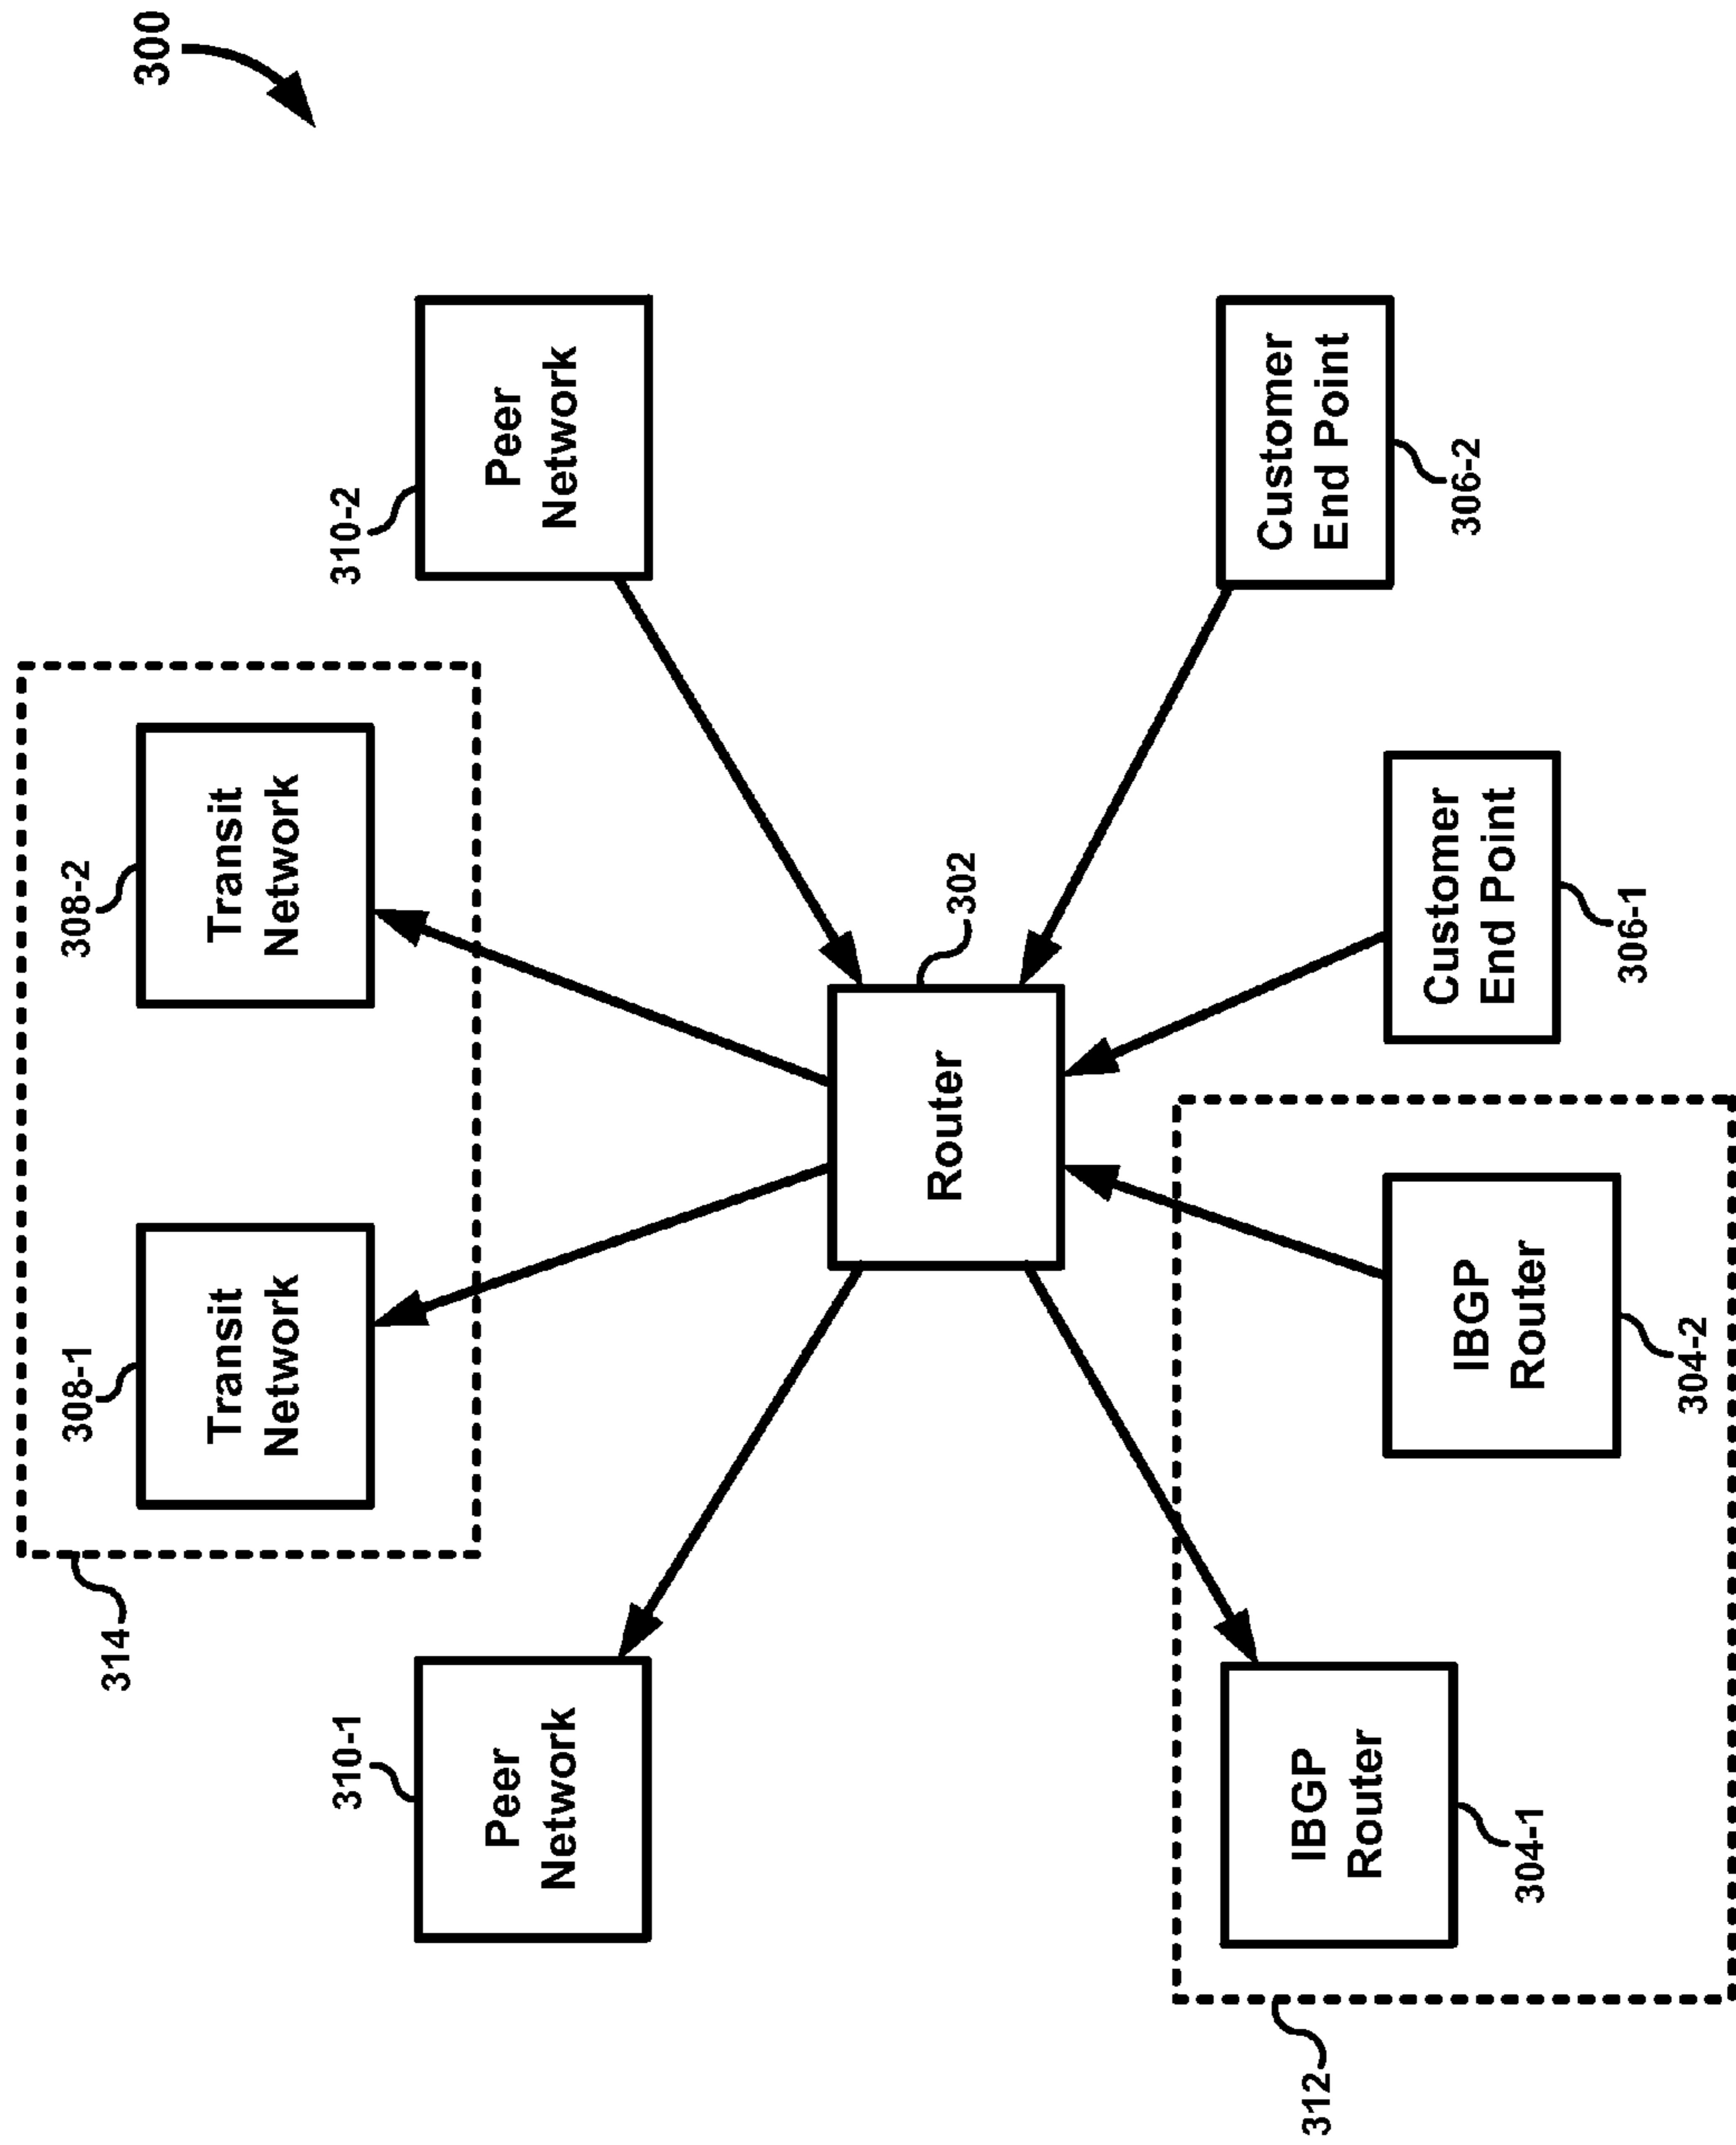 300
314
308-1
Transit
Network
308-2
Transit
Network
310-1
Peer
Network
310-2
Peer
Network
Router
302
312
IBGP
Router
304-1
IBGP
Router
304-2
Customer
End Point
306-1
Customer
End Point
306-2